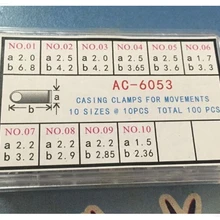 NO.01 NO.02 NO.03 NO.04 NO.05 NO.06
a 2.0 a 2.5 a 2.0 a 2.0 a 2.5 a 1.7
b 6.8 b 4.2 b 4.2 b 3.65 b 3.5 b 3.3
AC-6053
a
b
CASING CLAMPS FOR MOVEMENTS
10 SIZES @ 10PCS TOTAL 100 PCS
NO.07 NO.08 NO.09 NO.10
a 2.2 a 2.2 a 2.2 a 1.5
b 3.2 b 2.9 b 2.85 b 2.36